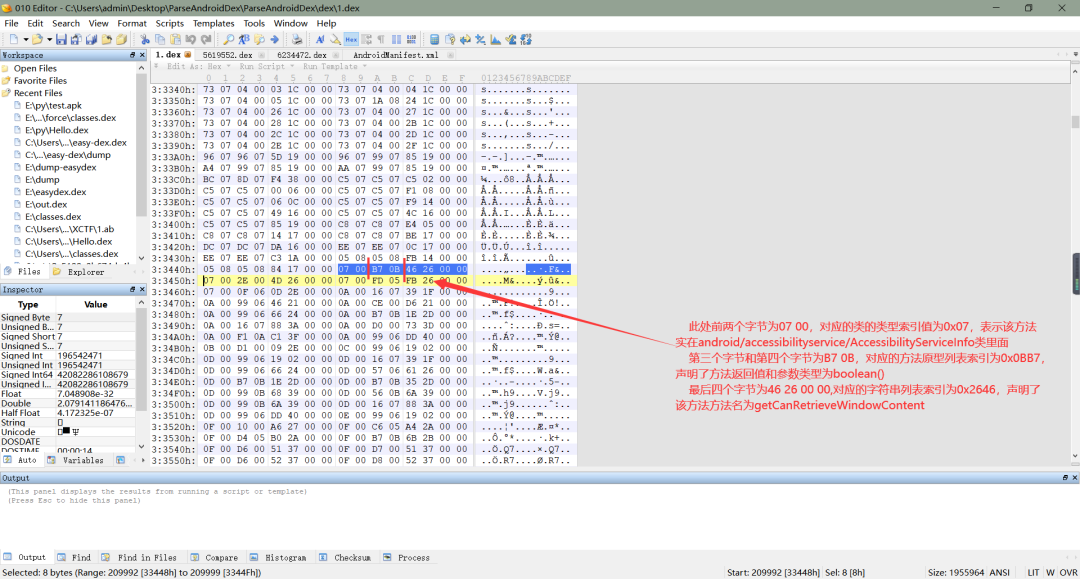 010 Editor - C:\Users\admin\Desktop\ParseAndroidDex\ParseAndroidDex\dex\1.dex
File Edit Search View Format Scripts Templates Tools Window Help
Workspace
Open Files
Favorite Files
Recent Files
E:\py\test.apk
E:\...\force\classes.dex
E:\py\Hello.dex
C:\Users\...\easy-dex.dex
C:\...\easy-dex\dump
E:\dump-easydex
E:\dump
E:\easydex.dex
E:\out.dex
E:\classes.dex
C:\Users\...\XCTF\1.ab
C:\Users\...\Hello.dex
C:\Users\...\classes.dex
Files Explorer
Inspector
Type Value
Signed Byte 7
Unsigned B... 7
Signed Short 7
Unsigned S... 7
Signed Int 196542471
Unsigned Int 196542471
Signed Int64 42082286108679
Unsigned I... 42082286108679
Float 7.048908e-32
Double 2.079141186476...
Half Float 4.172325e-07
String
Unicode
DOSDATE
DOSTIME 00:00:14
Auto Variables
1.dex 5619552.dex 6234472.dex AndroidManifest.xml
Edit As: Hex Run Script Run Template
0 1 2 3 4 5 6 7 8 9 A B C D E F 0123456789ABCDEF
3:3340h: 73 07 04 00 03 1C 00 00 73 07 04 00 04 1C 00 00
3:3350h: 73 07 04 00 05 1C 00 00 73 07 1A 08 24 1C 00 00
3:3360h: 73 07 04 00 26 1C 00 00 73 07 04 00 27 1C 00 00
3:3370h: 73 07 04 00 28 1C 00 00 73 07 04 00 2B 1C 00 00
3:3380h: 73 07 04 00 2C 1C 00 00 73 07 04 00 2D 1C 00 00
3:3390h: 73 07 04 00 2E 1C 00 00 73 07 04 00 2F 1C 00 00
3:33A0h: 96 07 96 07 5D 19 00 00 96 07 99 07 85 19 00 00
3:33B0h: A4 07 99 07 85 19 00 00 AA 07 99 07 85 19 00 00
3:33C0h: BC 07 8D 07 F4 38 00 00 C5 07 C5 07 C5 02 00 00
3:33D0h: C5 07 C5 07 00 06 00 00 C5 07 C5 07 F1 08 00 00
3:33E0h: C5 07 C5 07 06 0C 00 00 C5 07 C5 07 F9 14 00 00
3:33F0h: C5 07 C5 07 49 16 00 00 C5 07 C5 07 4C 16 00 00
3:3400h: C5 07 C5 07 85 19 00 00 C8 07 C8 07 E4 05 00 00
3:3410h: C8 07 C8 07 14 17 00 00 C8 07 C8 07 BE 17 00 00
3:3420h: DC 07 DC 07 DA 16 00 00 EE 07 EE 07 0C 17 00 00
3:3430h: EE 07 EE 07 C3 1A 00 00 05 08 05 08 FB 14 00 00
3:3440h: 05 08 05 08 84 17 00 00 07 00 B7 0B 46 26 00 00
3:3450h: 07 00 2E 00 4D 26 00 00 07 00 FD 05 FB 26 00 00
3:3460h: 07 00 0F 06 0D 2E 00 00 0A 00 16 07 39 1F 00 00
3:3470h: 0A 00 99 06 46 21 00 00 0A 00 CE 00 D6 21 00 00
3:3480h: 0A 00 99 06 66 24 00 00 0A 00 B7 0B 1E 2D 00 00
3:3490h: 0A 00 16 07 88 3A 00 00 0A 00 D0 00 73 3D 00 00
3:34A0h: 0A 00 F1 0A C1 3F 00 00 0A 00 99 06 DD 40 00 00
3:34B0h: 0B 00 D1 00 09 2E 00 00 0C 00 99 06 19 02 00 00
3:34C0h: 0D 00 99 06 19 02 00 00 0D 00 16 07 39 1F 00 00
3:34D0h: 0D 00 99 06 66 24 00 00 0D 00 57 06 61 26 00 00
3:34E0h: 0D 00 B7 0B 1E 2D 00 00 0D 00 B7 0B 35 2D 00 00
3:34F0h: 0D 00 99 0B 68 39 00 00 0D 00 56 0B 6A 39 00 00
3:3500h: 0D 00 99 0B 6A 39 00 00 0D 00 16 07 88 3A 00 00
3:3510h: 0D 00 99 06 DD 40 00 00 0E 00 99 06 19 02 00 00
3:3520h: 0F 00 10 00 A6 27 00 00 0F 00 C6 05 A4 2A 00 00
3:3530h: 0F 00 D4 05 B0 2A 00 00 0F 00 B7 0B 6B 2B 00 00
3:3540h: 0F 00 D6 00 51 37 00 00 0F 00 D7 00 51 37 00 00
3:3550h: 0F 00 D6 00 52 37 00 00 0F 00 D8 00 52 37 00 00
此处前两个字节为07 00，对应的类的类型索引值为0x07，表示该方法
实在android/accessibilityservice/AccessibilityServiceInfo类里面
第三个字节和第四个字节为B7 0B，对应的方法原型列表索引为0x0BB7，
声明了方法返回值和参数类型为boolean()
最后四个字节为46 26 00 00,对应的字符串列表索引为0x2646，声明了
该方法方法名为getCanRetrieveWindowContent
Output
(This panel displays the results from running a script or template)
(Press Esc to hide this panel)
Output Find Find in Files Compare Histogram Checksum Process
Selected: 8 bytes (Range: 209992 [33448h] to 209999 [3344Fh]) Start: 209992 [33448h] Sel: 8 [8h] Size: 1955964 ANSI LIT W OVR